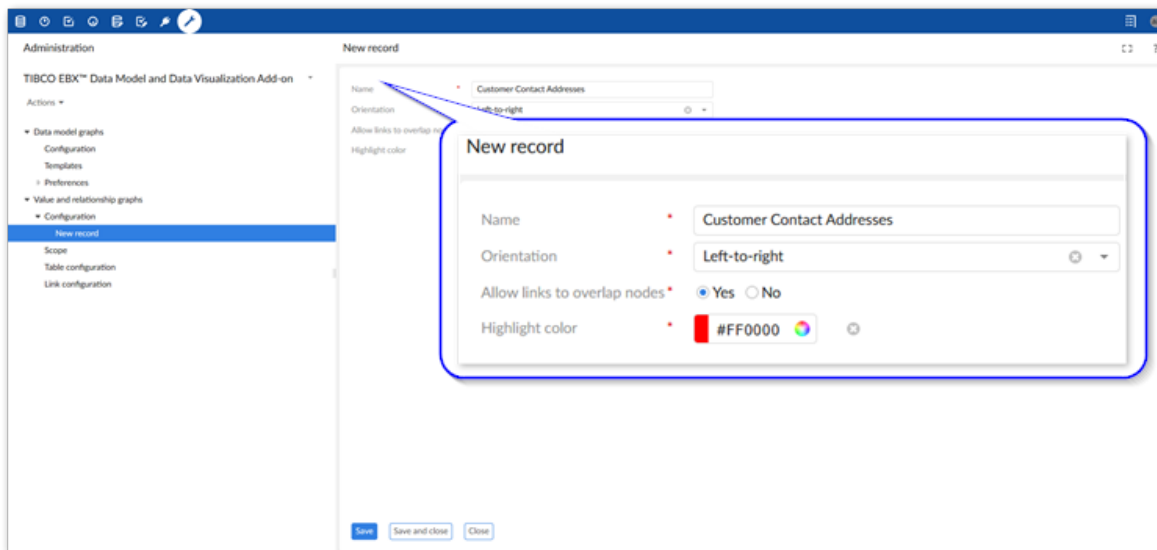 Administration
New record
TIBCO EBX™ Data Model and Data Visualization Add-on
Actions
Data model graphs
Configuration
Templates
Preferences
Value and relationship graphs
Configuration
New record
Scope
Table configuration
Link configuration
Name * Customer Contact Addresses
Orientation Left-to-right
Allow links to overlap
Highlight color
New record
Name * Customer Contact Addresses
Orientation * Left-to-right
Allow links to overlap nodes * Yes No
Highlight color * #FF0000
Save Save and close Close